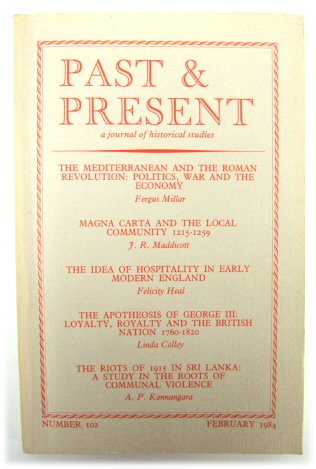 PAST &
PRESENT
a journal of historical studies
THE MEDITERRANEAN AND THE ROMAN
REVOLUTION: POLITICS, WAR AND THE
ECONOMY
Fergus Millar
MAGNA CARTA AND THE LOCAL
COMMUNITY 1215-1259
J. R. Maddicott
THE IDEA OF HOSPITALITY IN EARLY
MODERN ENGLAND
Felicity Heal
THE APOTHEOSIS OF GEORGE III:
LOYALTY, ROYALTY AND THE BRITISH
NATION 1760-1820
Linda Colley
THE RIOTS OF 1915 IN SRI LANKA:
A STUDY IN THE ROOTS OF
COMMUNAL VIOLENCE
A. P. Kannangara
NUMBER 102 FEBRUARY 1984